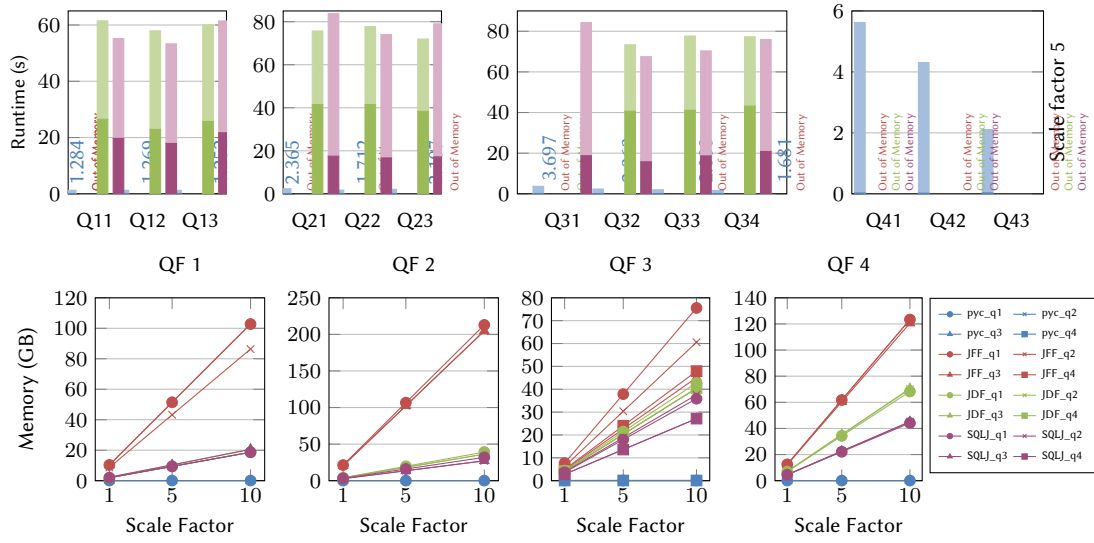 Runtime (s)
60
40
20
0
1.284
Out of Memory
1.269
Q11
Q12
Q13
80
60
40
20
0
2.365
Out of Memory
1.712
Out of Memory
Q21
Q22
Q23
80
60
40
20
0
3.697
Out of Memory
Out of Memory
1.681
Q31
Q32
Q33
Q34
6
4
2
0
Out of Memory
Out of Memory
Out of Memory
Out of Memory
Out of Memory
Out of Memory
Out of Memory
Out of Memory
Out of Memory
Q41
Q42
Q43
Scale factor 5
QF 1
QF 2
QF 3
QF 4
Memory (GB)
120
100
80
60
40
20
0
1
5
10
Scale Factor
250
200
150
100
50
0
1
5
10
Scale Factor
80
70
60
50
40
30
20
10
0
1
5
10
Scale Factor
140
120
100
80
60
40
20
0
1
5
10
Scale Factor
pyc_q1 pyc_q2
pyc_q3 pyc_q4
JFF_q1 JFF_q2
JFF_q3 JFF_q4
JDF_q1 JDF_q2
JDF_q3 JDF_q4
SQLJ_q1 SQLJ_q2
SQLJ_q3 SQLJ_q4